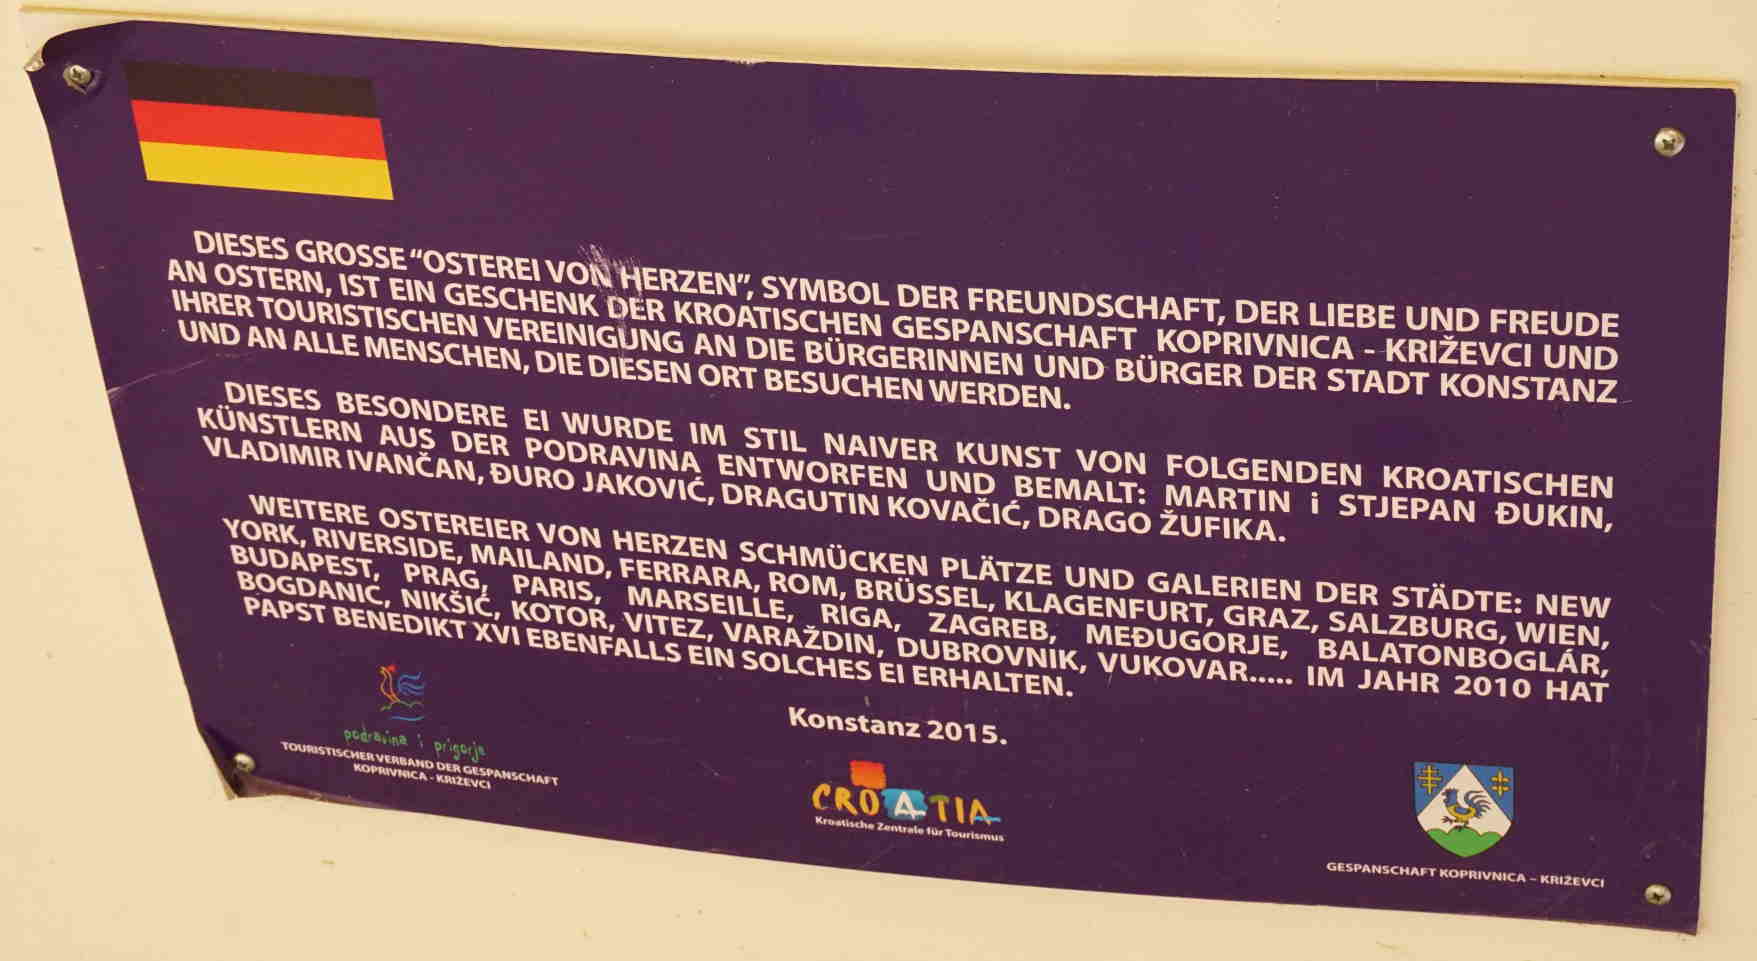 DIESES GROSSE “OSTEREI VON HERZEN”, SYMBOL DER FREUNDSCHAFT, DER LIEBE UND FREUDE
AN OSTERN, IST EIN GESCHENK DER KROATISCHEN GESPANSCHAFT KOPRIVNICA - KRIŽEVCI UND
IHRER TOURISTISCHEN VEREINIGUNG AN DIE BÜRGERINNEN UND BÜRGER DER STADT KONSTANZ
UND AN ALLE MENSCHEN, DIE DIESEN ORT BESUCHEN WERDEN.
DIESES BESONDERE EI WURDE IM STIL NAIVER KUNST VON FOLGENDEN KROATISCHEN
KÜNSTLERN AUS DER PODRAVINA ENTWORFEN UND BEMALT: MARTIN i STJEPAN ĐUKIN,
VLADIMIR IVANČAN, ĐURO JAKOVIĆ, DRAGUTIN KOVAČIĆ, DRAGO ŽUFIKA.
WEITERE OSTEREIER VON HERZEN SCHMÜCKEN PLÄTZE UND GALERIEN DER STÄDTE: NEW
YORK, RIVERSIDE, MAILAND, FERRARA, ROM, BRÜSSEL, KLAGENFURT, GRAZ, SALZBURG, WIEN,
BUDAPEST, PRAG, PARIS, MARSEILLE, RIGA, ZAGREB, MEĐUGORJE, BALATONBOGLÁR,
BOGDANIĆ, NIKŠIĆ, KOTOR, VITEZ, VARAŽDIN, DUBROVNIK, VUKOVAR..... IM JAHR 2010 HAT
PAPST BENEDIKT XVI EBENFALLS EIN SOLCHES EI ERHALTEN.
Konstanz 2015.
podravina i prigorje
TOURISTISCHER VERBAND DER GESPANSCHAFT
KOPRIVNICA - KRIŽEVCI
CROATIA
Kroatische Zentrale für Tourismus
GESPANSCHAFT KOPRIVNICA – KRIŽEVCI